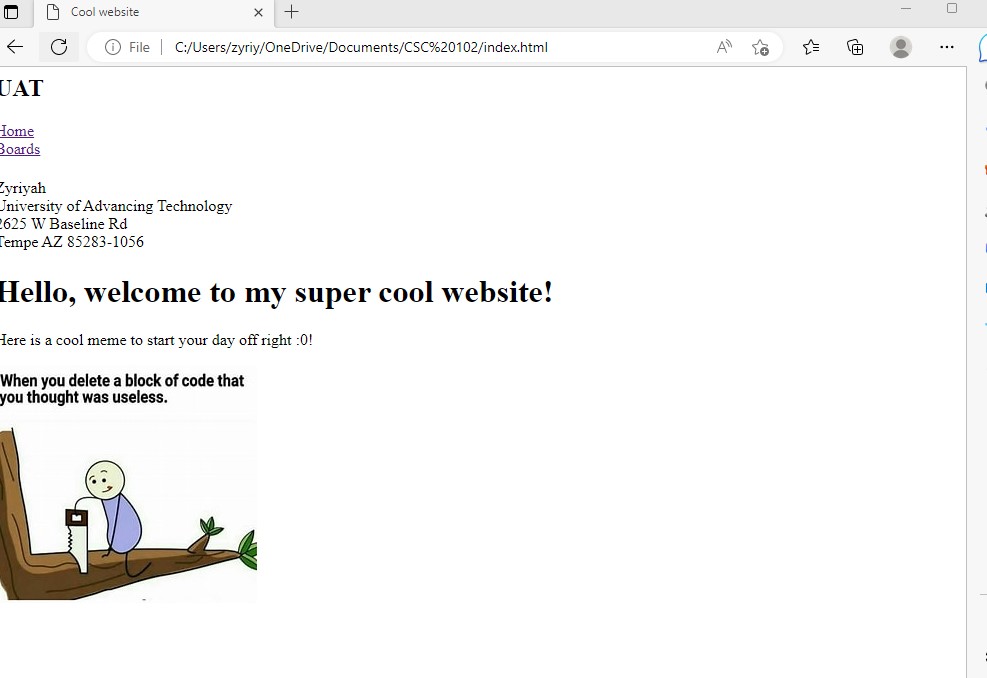 Cool website
File
C:/Users/zyriy/OneDrive/Documents/CSC%20102/index.html
UAT
Home
Boards
Zyriyah
University of Advancing Technology
2625 W Baseline Rd
Tempe AZ 85283-1056
Hello, welcome to my super cool website!
Here is a cool meme to start your day off right :0!
When you delete a block of code that
you thought was useless.